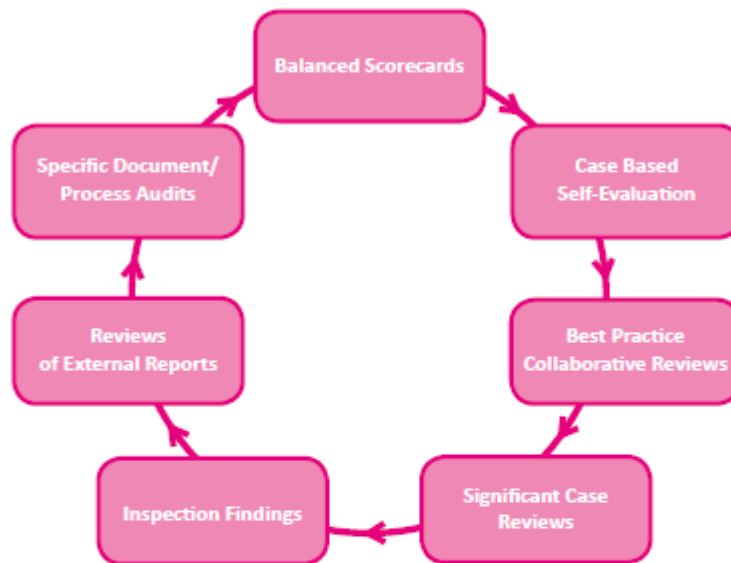 Balanced Scorecards
Case Based
Self-Evaluation
Best Practice
Collaborative Reviews
Significant Case
Reviews
Inspection Findings
Reviews
of External Reports
Specific Document/
Process Audits